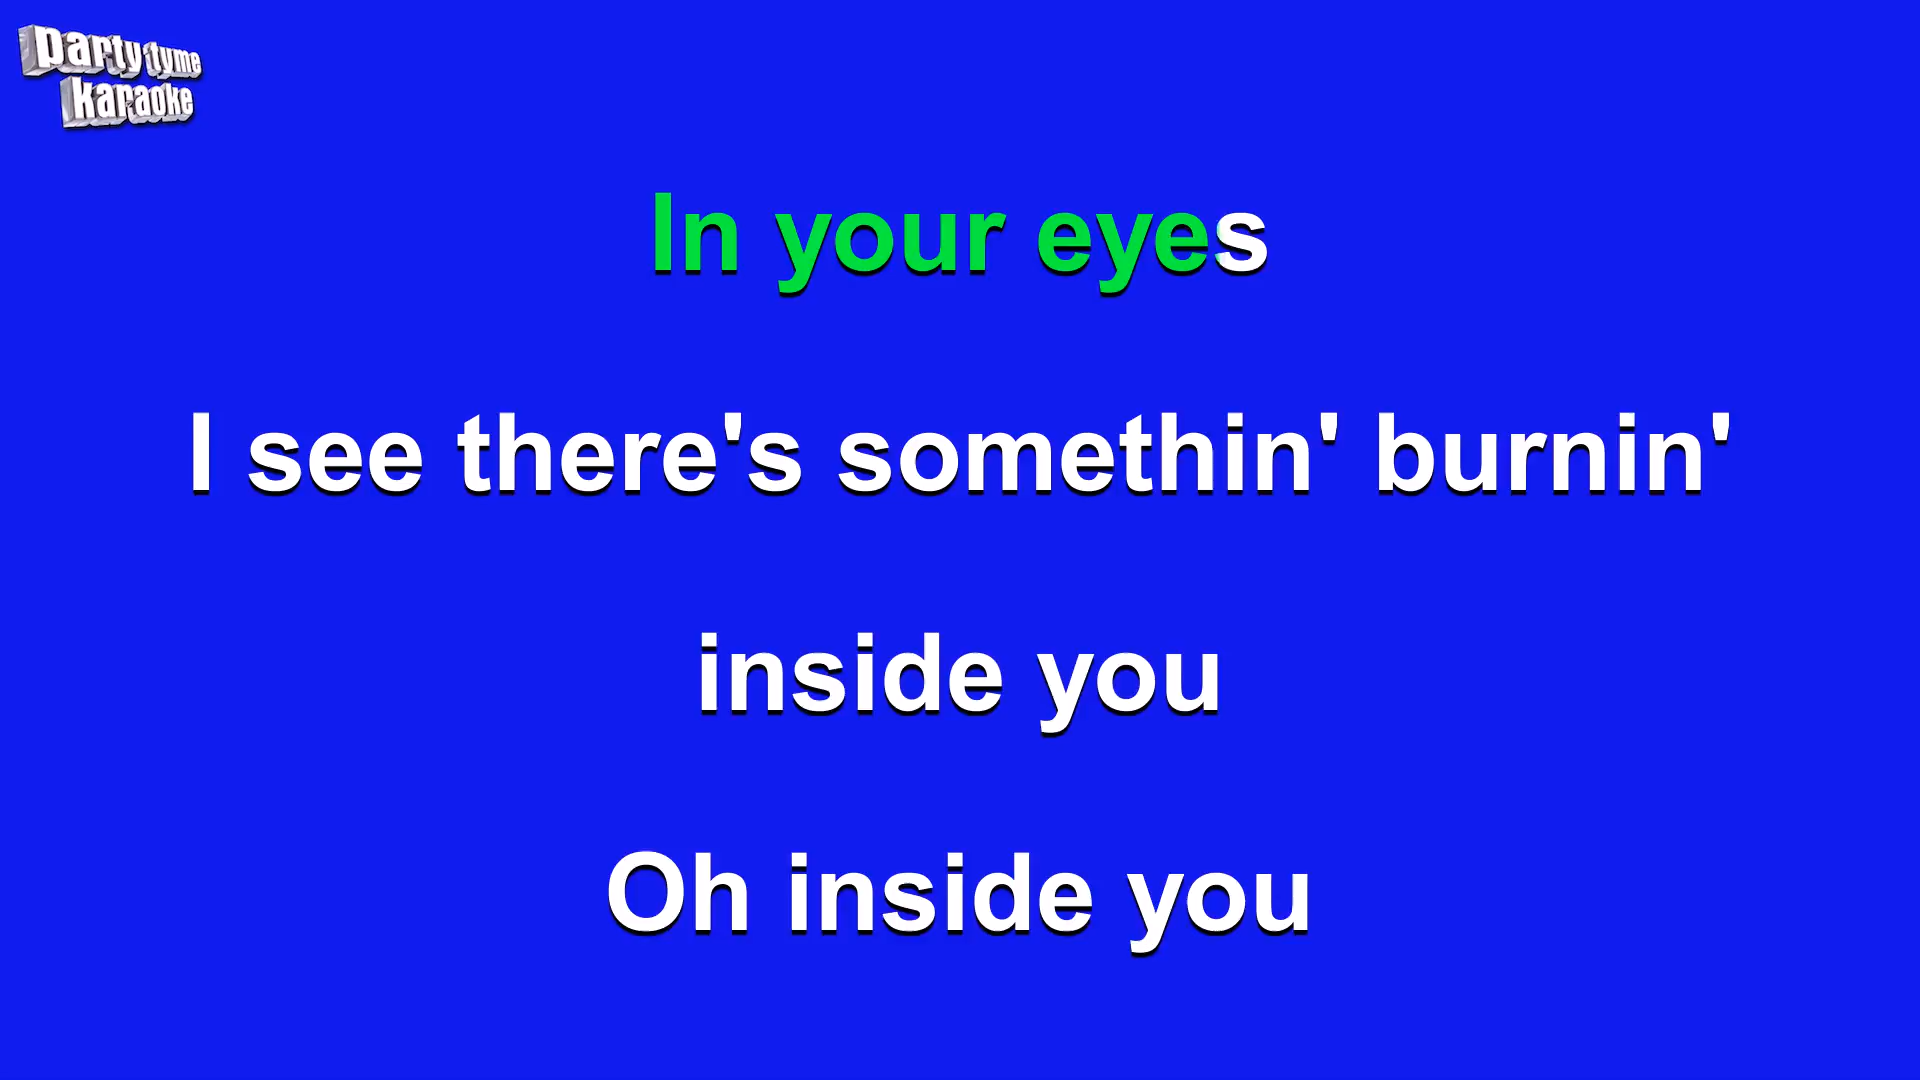 party tyme
karaoke
In your eyes
I see there's somethin' burnin'
inside you
Oh inside you